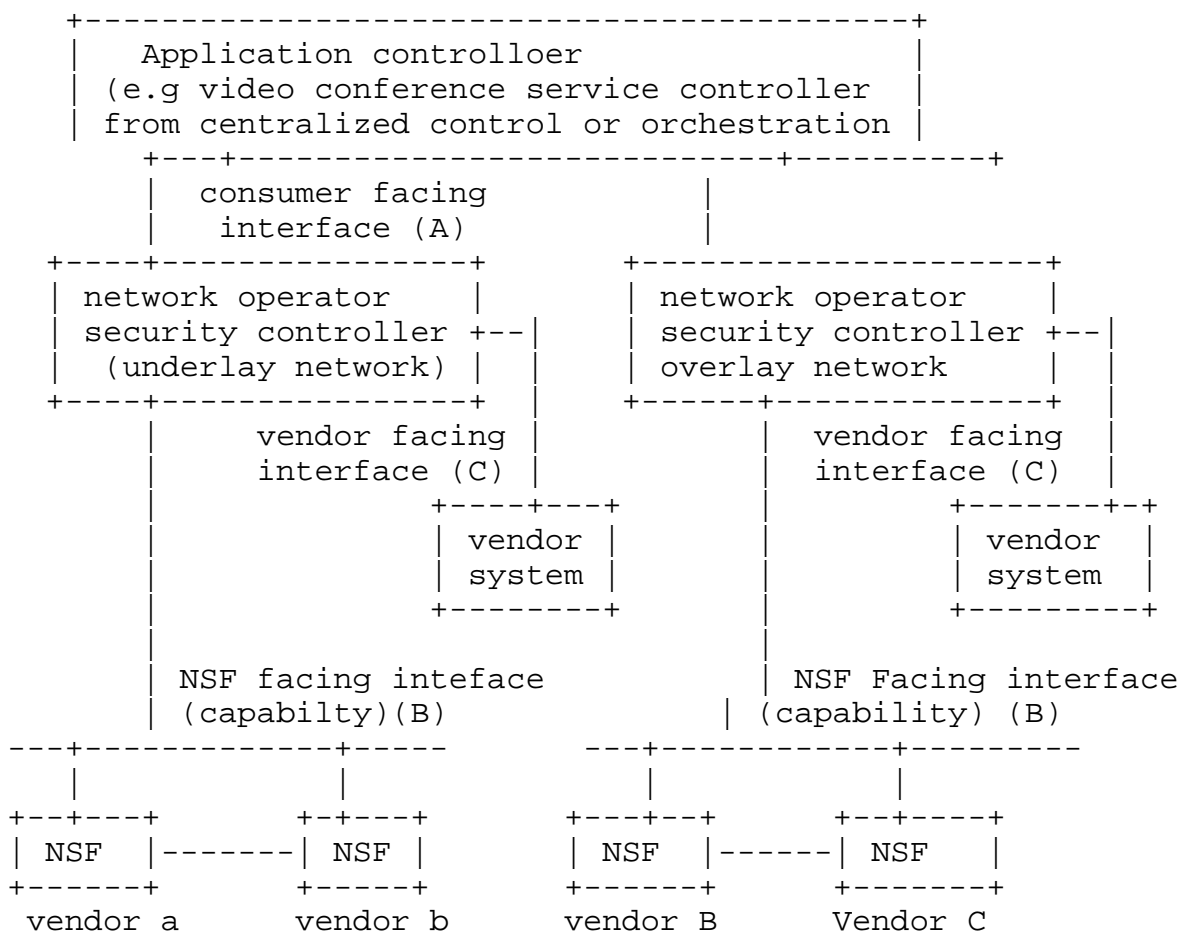 Application controlloer
(e.g video conference service controller
from centralized control or orchestration
consumer facing
interface (A)
network operator
security controller
(underlay network)
network operator
security controller
overlay network
vendor facing
interface (C)
vendor facing
interface (C)
vendor
system
vendor
system
NSF facing inteface
(capabilty)(B)
NSF Facing interface
(capability) (B)
NSF
NSF
NSF
NSF
vendor a
vendor b
vendor B
Vendor C